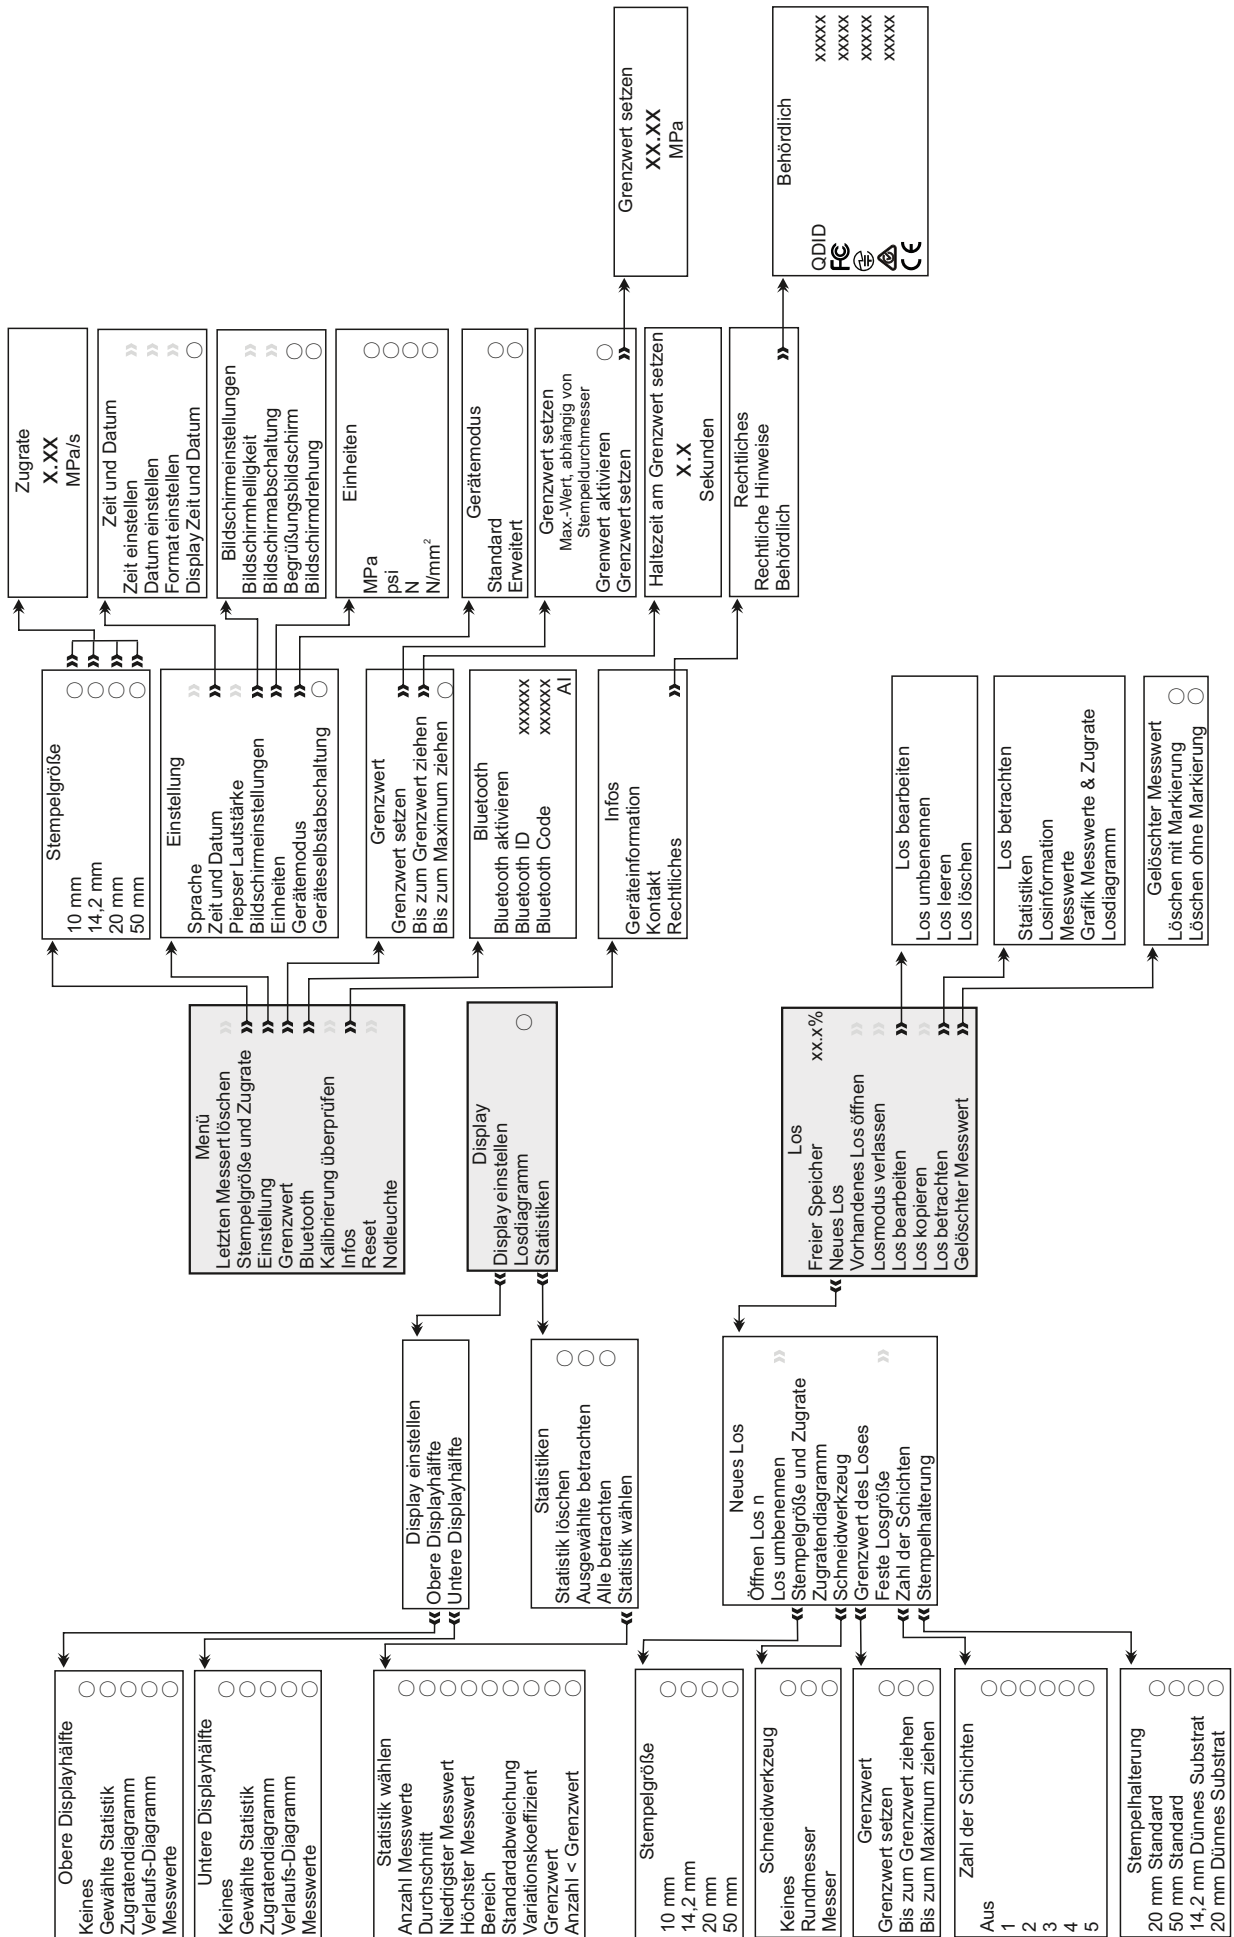 Obere Displayhälfte
Keines
Gewählte Statistik
Zugratendiagramm
Verlaufs-Diagramm
Messwerte
Untere Displayhälfte
Keines
Gewählte Statistik
Zugratendiagramm
Verlaufs-Diagramm
Messwerte
Statistik wählen
Anzahl Messwerte
Durchschnitt
Niedrigster Messwert
Höchster Messwert
Bereich
Standardabweichung
Variationskoeffizient
Grenzwert
Anzahl < Grenzwert
Stempelgröße
10 mm
14,2 mm
20 mm
50 mm
Schneidwerkzeug
Keines
Rundmesser
Messer
Grenzwert
Grenzwert setzen
Bis zum Grenzwert ziehen
Bis zum Maximum ziehen
Zahl der Schichten
Aus
1
2
3
4
5
Stempelhalterung
20 mm Standard
50 mm Standard
14,2 mm Dünnes Substrat
20 mm Dünnes Substrat
Display einstellen
Obere Displayhälfte
Untere Displayhälfte
Statistiken
Statistik löschen
Ausgewählte betrachten
Alle betrachten
Statistik wählen
Neues Los
Öffnen Los n
Los umbenennen
Stempelgröße und Zugrate
Zugratendiagramm
Schneidwerkzeug
Grenzwert des Loses
Feste Losgröße
Zahl der Schichten
Stempelhalterung
Menü
Letzten Messert löschen
Stempelgröße und Zugrate
Einstellung
Grenzwert
Bluetooth
Kalibrierung überprüfen
Infos
Reset
Notleuchte
Display
Display einstellen
Losdiagramm
Statistiken
Los
Freier Speicher xx.x%
Neues Los
Vorhandenes Los öffnen
Losmodus verlassen
Los bearbeiten
Los kopieren
Los betrachten
Gelöschter Messwert
Stempelgröße
10 mm
14,2 mm
20 mm
50 mm
Einstellung
Sprache
Zeit und Datum
Piepser Lautstärke
Bildschirmeinstellungen
Einheiten
Gerätemodus
Geräteselbstabschaltung
Grenzwert
Grenzwert setzen
Bis zum Grenzwert ziehen
Bis zum Maximum ziehen
Bluetooth
Bluetooth aktivieren
Bluetooth ID xxxxxx
Bluetooth Code xxxxxx
AI
Infos
Geräteinformation
Kontakt
Rechtliches
Los bearbeiten
Los umbenennen
Los leeren
Los löschen
Los betrachten
Statistiken
Losinformation
Messwerte
Grafik Messwerte & Zugrate
Losdiagramm
Gelöschter Messwert
Löschen mit Markierung
Löschen ohne Markierung
Zugrate
x.xx
MPa/s
Zeit und Datum
Zeit einstellen
Datum einstellen
Format einstellen
Display Zeit und Datum
Bildschirmeinstellungen
Bildschirmhelligkeit
Bildschirmabschaltung
Begrüßungsbildschirm
Bildschirmdrehung
Einheiten
MPa
psi
N
N/mm²
Gerätemodus
Standard
Erweitert
Grenzwert setzen
Max.-Wert, abhängig von
Stempeldurchmesser
Grenwert aktivieren
Grenzwert setzen
Haltezeit am Grenzwert setzen
x.x
Sekunden
Rechtliches
Rechtliche Hinweise
Behördlich
Grenzwert setzen
xx.xx
MPa
Behördlich
QDID xxxxx
FC xxxxx
xxxxx
CE xxxxx